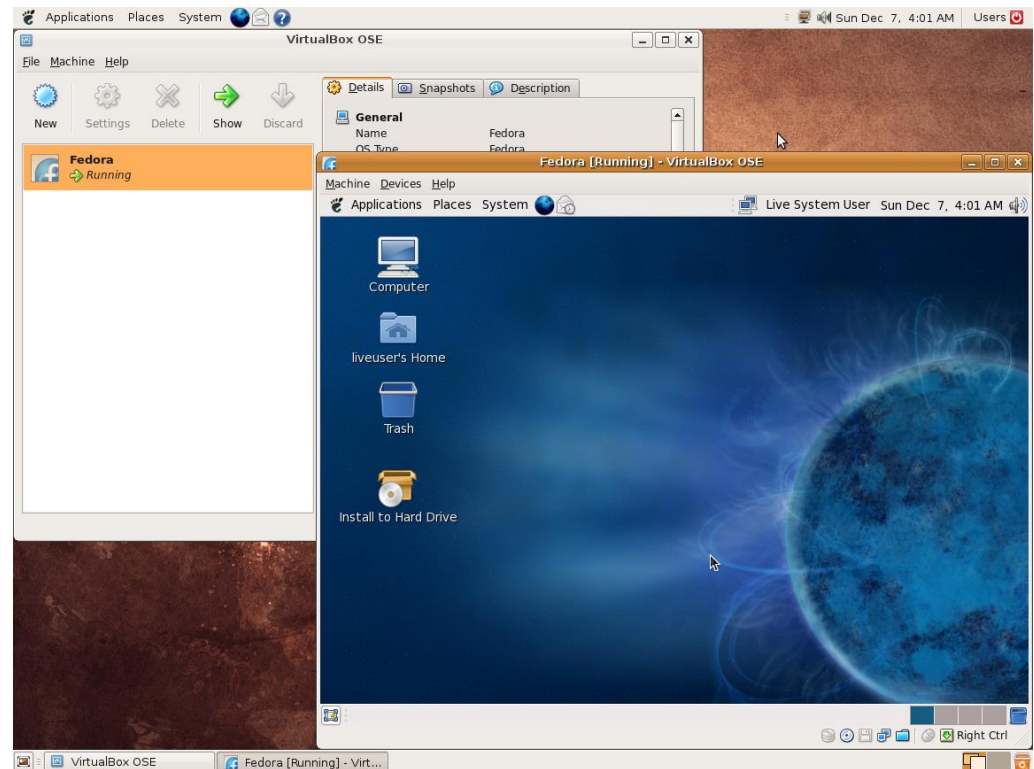 Applications Places System
Sun Dec 7, 4:01 AM Users
VirtualBox OSE
File Machine Help
New Settings Delete Show Discard
Details Snapshots Description
General
Name Fedora
OS Type Fedora
Fedora
Running
Fedora [Running] - VirtualBox OSE
Machine Devices Help
Applications Places System
Live System User Sun Dec 7, 4:01 AM
Computer
liveuser's Home
Trash
Install to Hard Drive
Right Ctrl
VirtualBox OSE
Fedora [Running] - Virt...